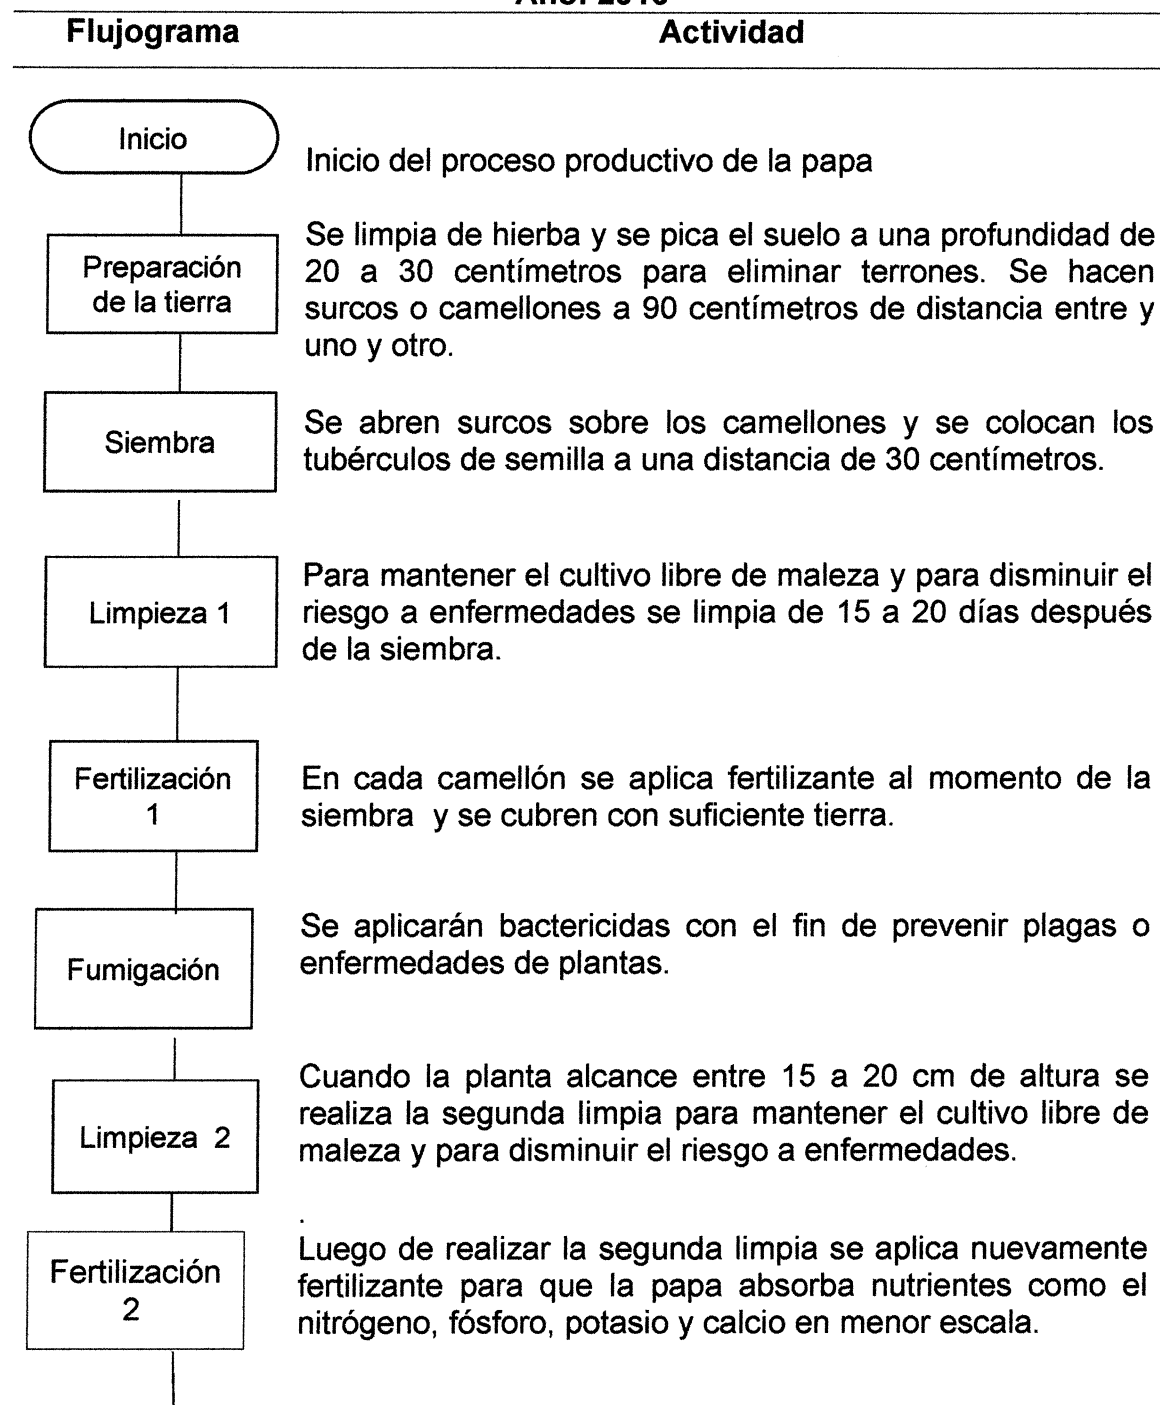 Flujograma Actividad
Inicio
Inicio del proceso productivo de la papa
Preparación
de la tierra
Se limpia de hierba y se pica el suelo a una profundidad de
20 a 30 centímetros para eliminar terrones. Se hacen
surcos o camellones a 90 centímetros de distancia entre y
uno y otro.
Siembra
Se abren surcos sobre los camellones y se colocan los
tubérculos de semilla a una distancia de 30 centímetros.
Limpieza 1
Para mantener el cultivo libre de maleza y para disminuir el
riesgo a enfermedades se limpia de 15 a 20 días después
de la siembra.
Fertilización
1
En cada camellón se aplica fertilizante al momento de la
siembra y se cubren con suficiente tierra.
Fumigación
Se aplicarán bactericidas con el fin de prevenir plagas o
enfermedades de plantas.
Limpieza 2
Cuando la planta alcance entre 15 a 20 cm de altura se
realiza la segunda limpia para mantener el cultivo libre de
maleza y para disminuir el riesgo a enfermedades.
.
Fertilización
2
Luego de realizar la segunda limpia se aplica nuevamente
fertilizante para que la papa absorba nutrientes como el
nitrógeno, fósforo, potasio y calcio en menor escala.